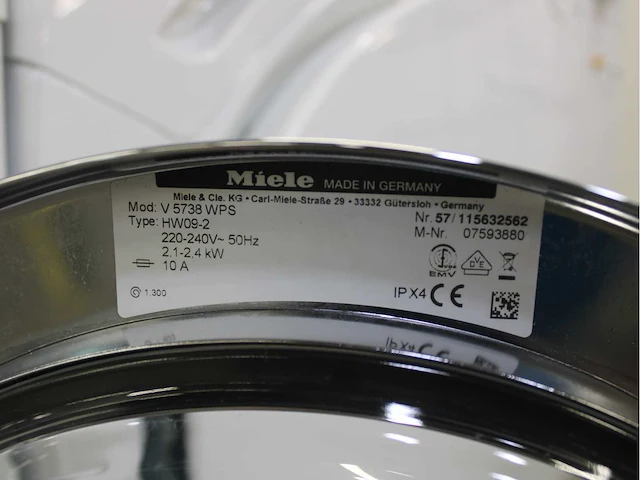 Miele MADE IN GERMANY
Miele & Cie. KG • Carl-Miele-Straße 29 • 33332 Gütersloh • Germany
Mod: V 5738 WPS
Nr. 57/115632562
Type: HW09-2
M-Nr. 07593880
220-240V~ 50Hz
2,1-2,4 kW
10 A
EMV
DVE
1.300
IP X4 CE